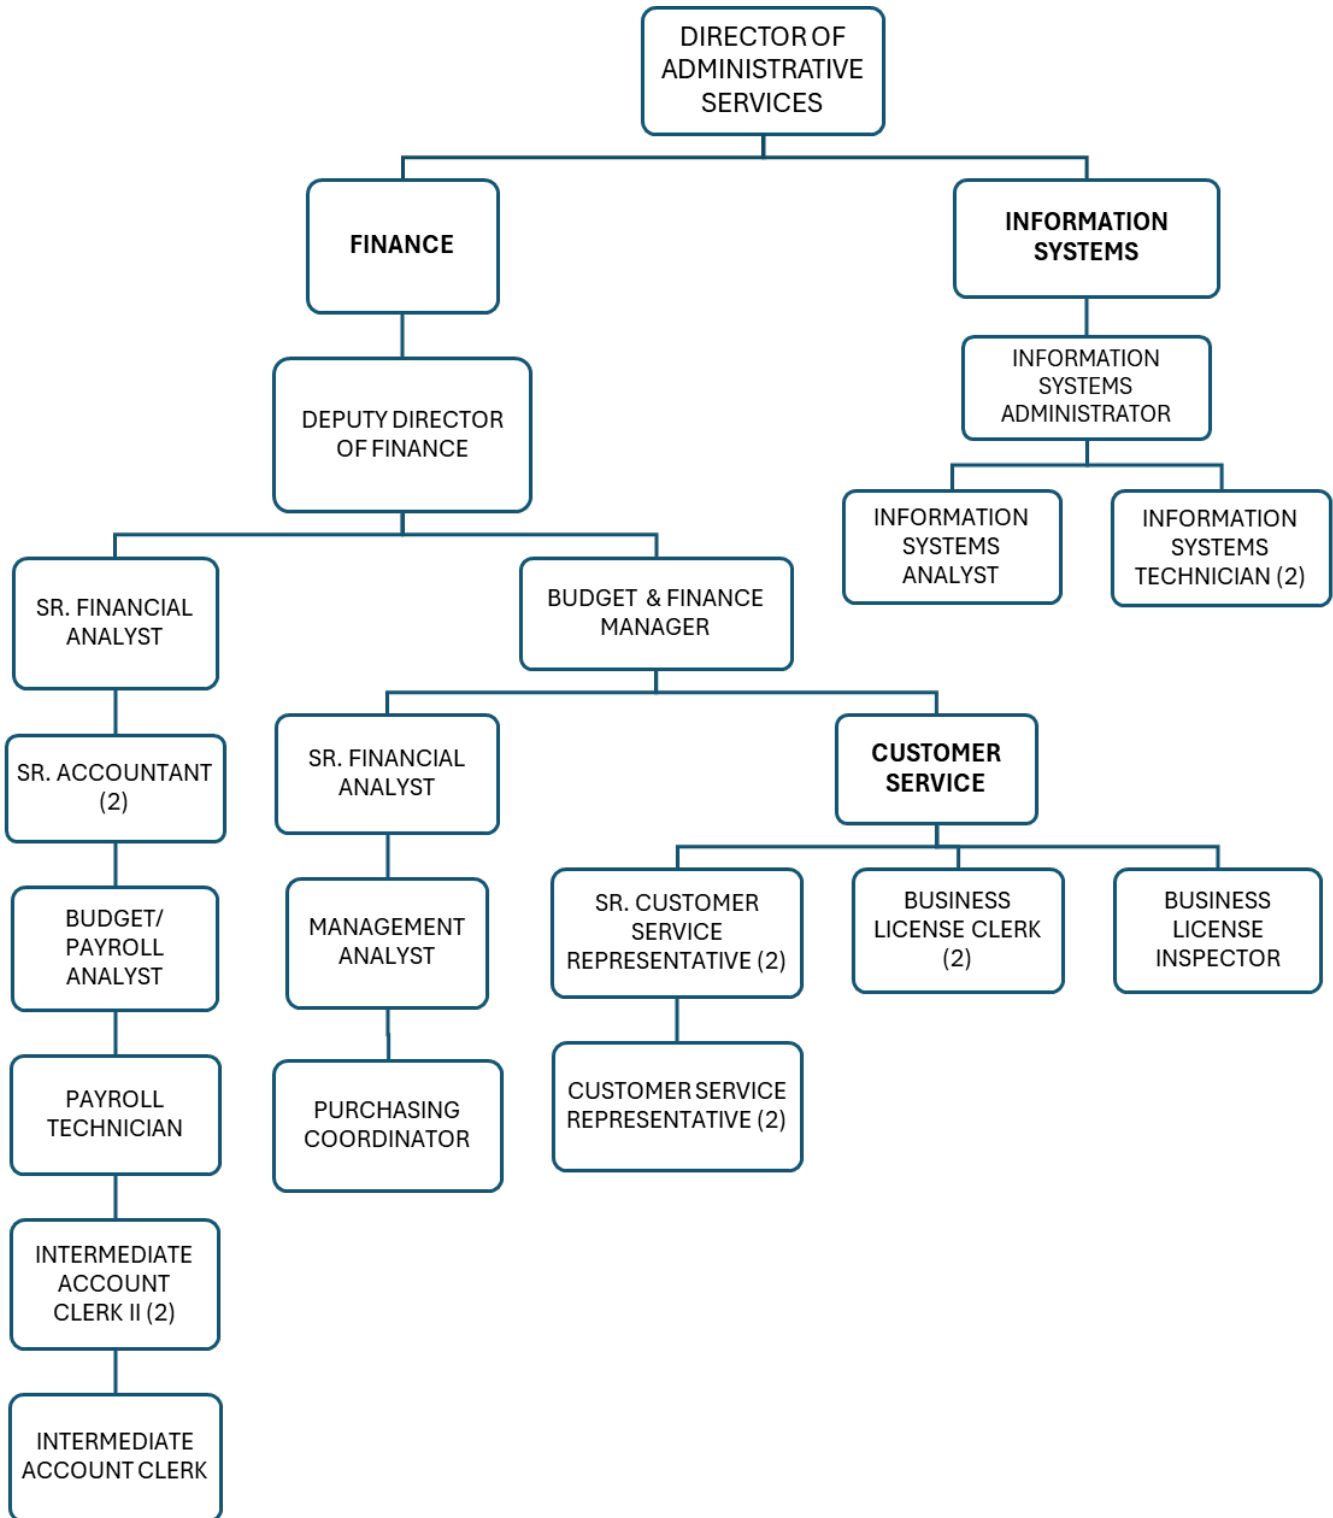 DIRECTOR OF
ADMINISTRATIVE
SERVICES
FINANCE
INFORMATION
SYSTEMS
DEPUTY DIRECTOR
OF FINANCE
INFORMATION
SYSTEMS
ADMINISTRATOR
INFORMATION
SYSTEMS
ANALYST
INFORMATION
SYSTEMS
TECHNICIAN (2)
SR. FINANCIAL
ANALYST
BUDGET & FINANCE
MANAGER
SR. ACCOUNTANT
(2)
SR. FINANCIAL
ANALYST
CUSTOMER
SERVICE
BUDGET/
PAYROLL
ANALYST
MANAGEMENT
ANALYST
SR. CUSTOMER
SERVICE
REPRESENTATIVE (2)
BUSINESS
LICENSE CLERK
(2)
BUSINESS
LICENSE
INSPECTOR
PAYROLL
TECHNICIAN
PURCHASING
COORDINATOR
CUSTOMER SERVICE
REPRESENTATIVE (2)
INTERMEDIATE
ACCOUNT
CLERK II (2)
INTERMEDIATE
ACCOUNT CLERK